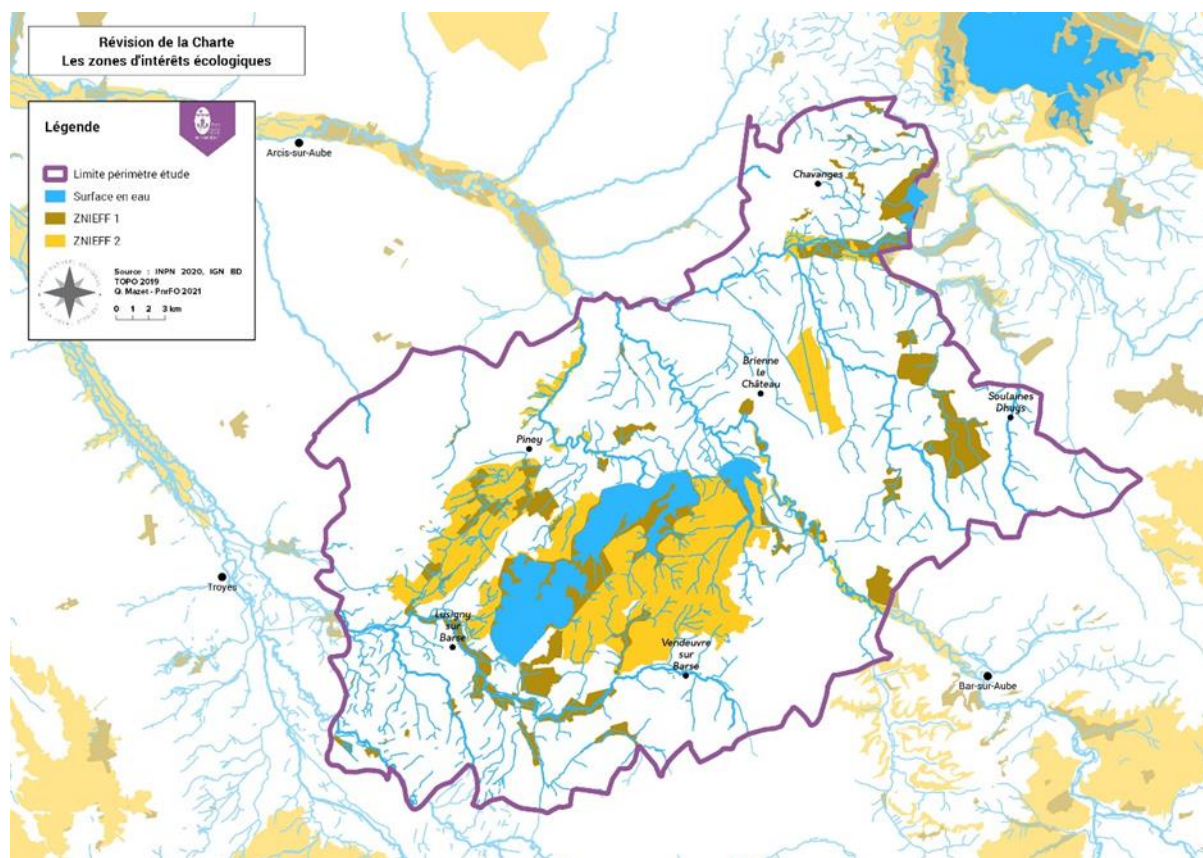 Révision de la Charte
Les zones d'intérêts écologiques
Légende
Limite périmètre étude
Surface en eau
ZNIEFF 1
ZNIEFF 2
Source : INPN 2020, IGN BD
TOPO 2019
Q. Mazet - PnrFO 2021
0 1 2 3 km
Arcis-sur-Aube
Chavanges
Brienne
le
Château
Soulaines
Dhuys
Piney
Troyes
Lusigny
sur
Barse
Vendeuvre
sur
Barse
Bar-sur-Aube